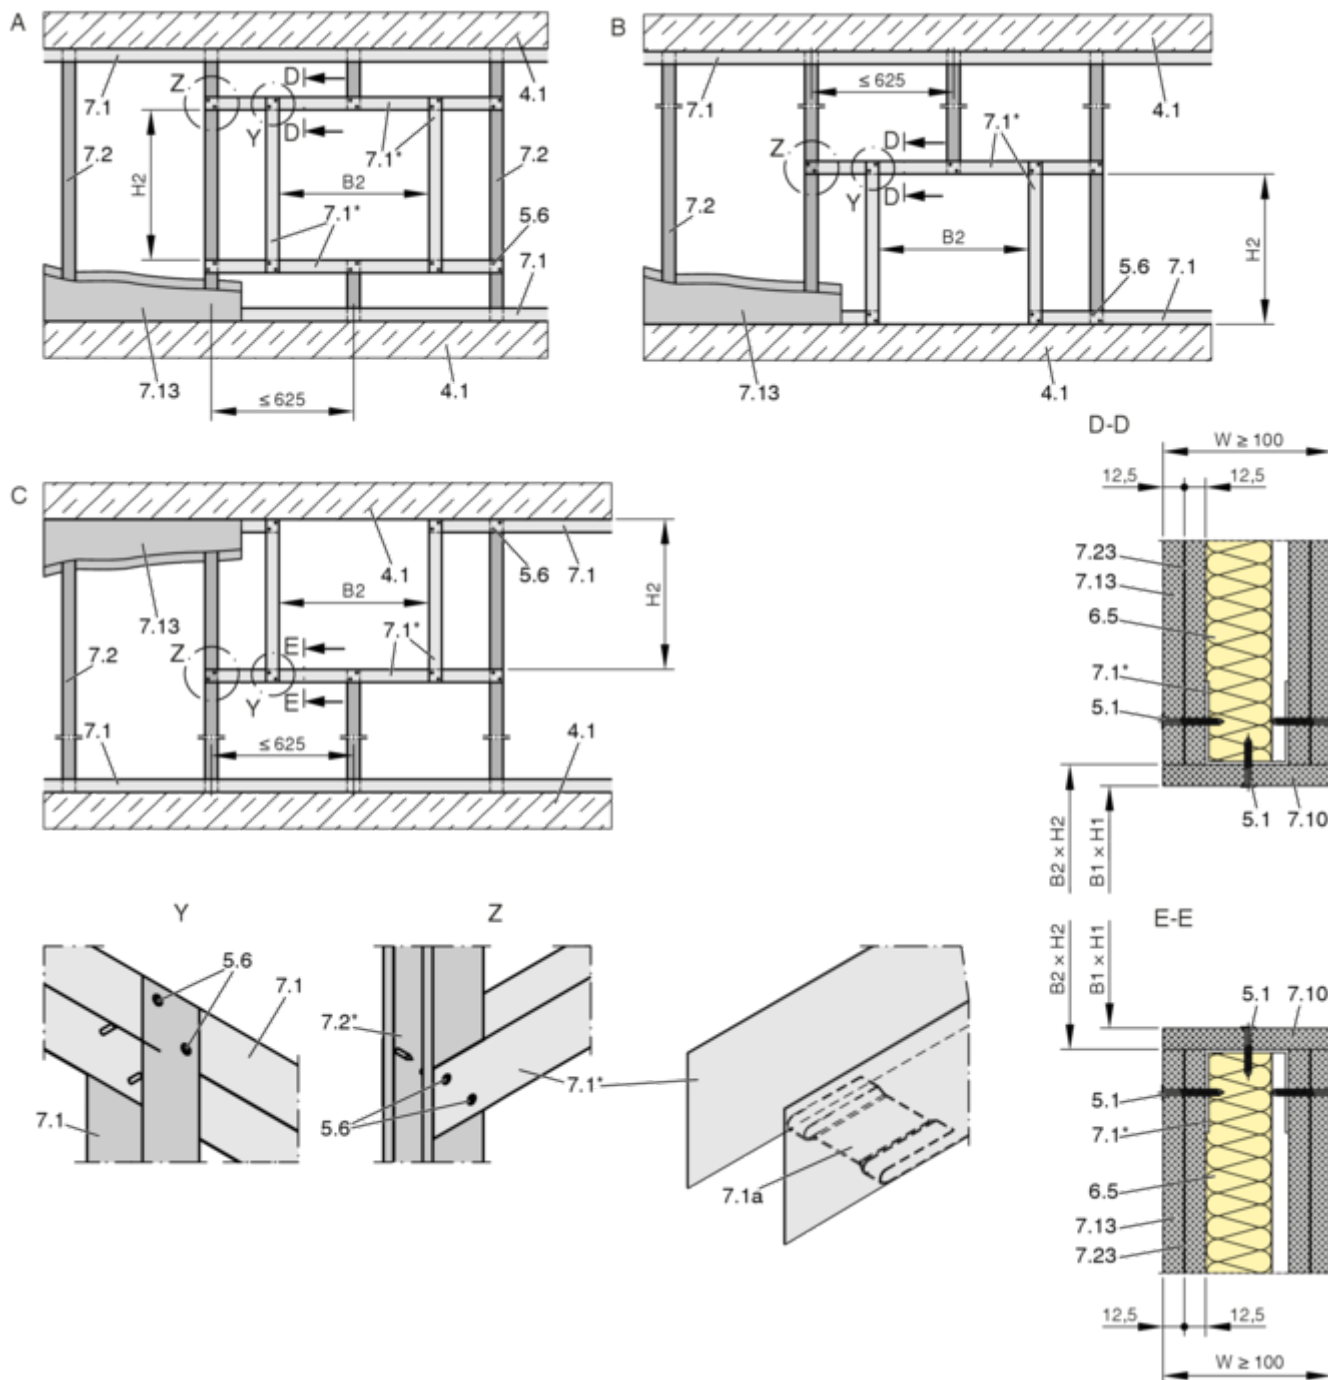 A
4.1
7.1
Z
D
Y
D
7.1*
7.2
H2
B2
7.2
7.1*
5.6
7.1
7.13
4.1
≤ 625
B
4.1
7.1
≤ 625
7.1*
Z
D
Y
D
7.2
B2
H2
5.6
7.1
7.13
4.1
C
4.1
5.6
7.1
H2
7.13
B2
7.2
Z
E
7.1*
Y
E
7.1
≤ 625
4.1
D-D
W ≥ 100
12,5
12,5
7.23
7.13
6.5
7.1*
5.1
5.1
7.10
B2 × H2
B1 × H1
E-E
B2 × H2
B1 × H1
5.1
7.10
5.1
7.1*
6.5
7.13
7.23
12,5
12,5
W ≥ 100
Y
5.6
7.1
7.1
Z
7.2*
7.1*
5.6
7.1a